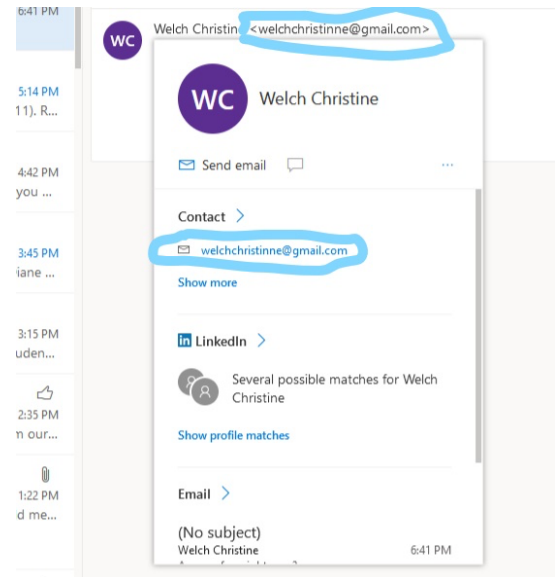 6:41 PM
WC
Welch Christine <welchchristinne@gmail.com>
5:14 PM
11). R...
WC
Welch Christine
Send email
...
4:42 PM
you ...
Contact >
welchchristinne@gmail.com
3:45 PM
iane ...
Show more
3:15 PM
uden...
in LinkedIn >
Several possible matches for Welch
Christine
2:35 PM
n our...
Show profile matches
1:22 PM
d me...
Email >
(No subject)
Welch Christine
6:41 PM